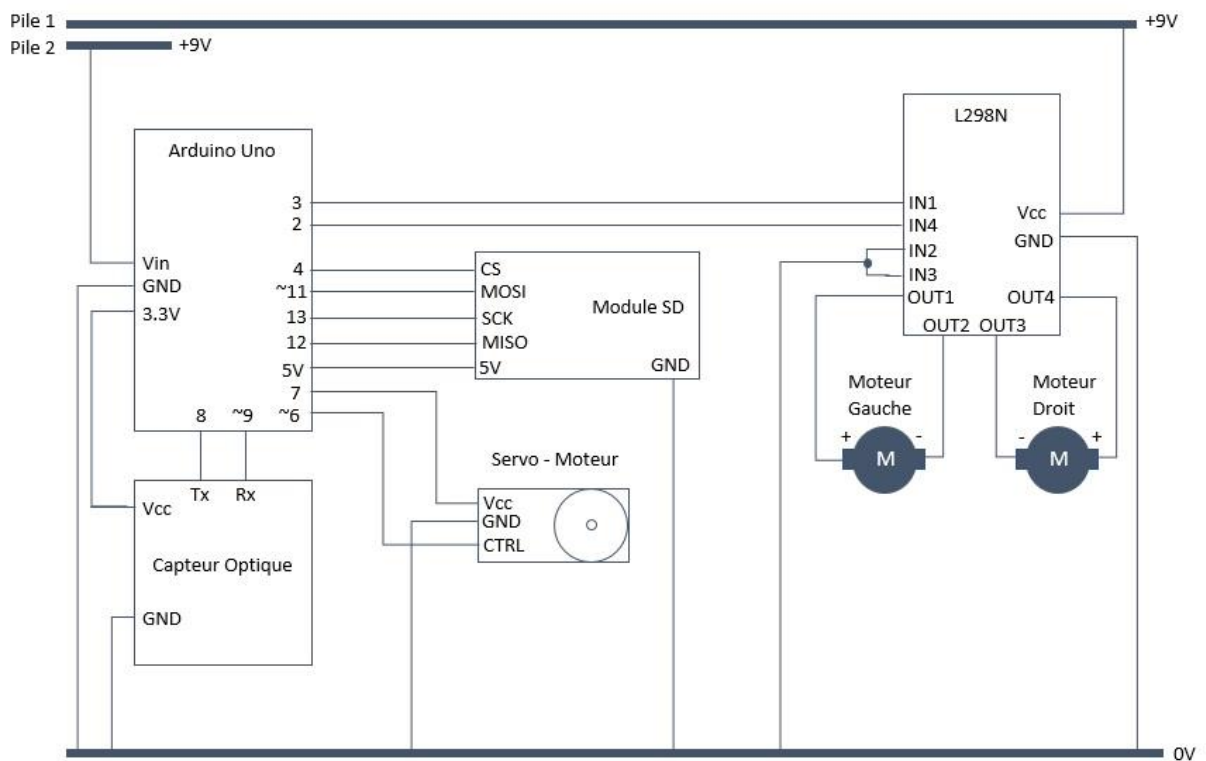 Pile 1
+9V
Pile 2
+9V
L298N
Arduino Uno
3
IN1
2
IN4
Vcc
IN2
GND
Vin
4
CS
IN3
GND
~11
MOSI
OUT1
OUT4
3.3V
13
SCK
Module SD
OUT2
OUT3
12
MISO
5V
5V
GND
7
8
~9
~6
Moteur
Gauche
Moteur
Droit
+
-
-
+
M
M
Servo - Moteur
Tx
Rx
Vcc
Vcc
GND
CTRL
Capteur Optique
GND
0V